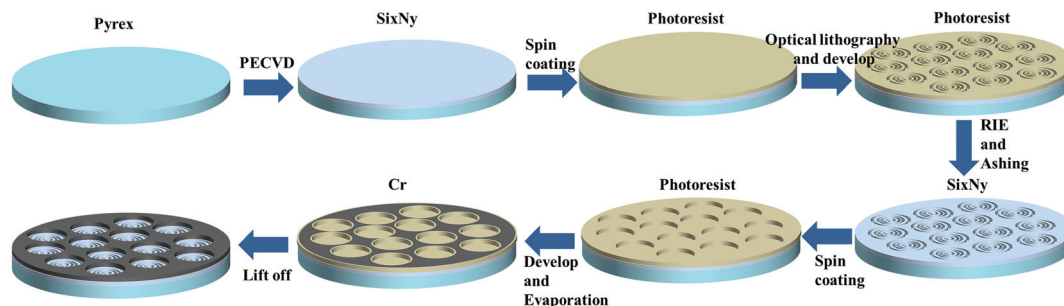 Pyrex
PECVD
SixNy
Spin
coating
Photoresist
Optical lithography
and develop
Photoresist
RIE
and
Ashing
SixNy
Spin
coating
Photoresist
Develop
and
Evaporation
Cr
Lift off